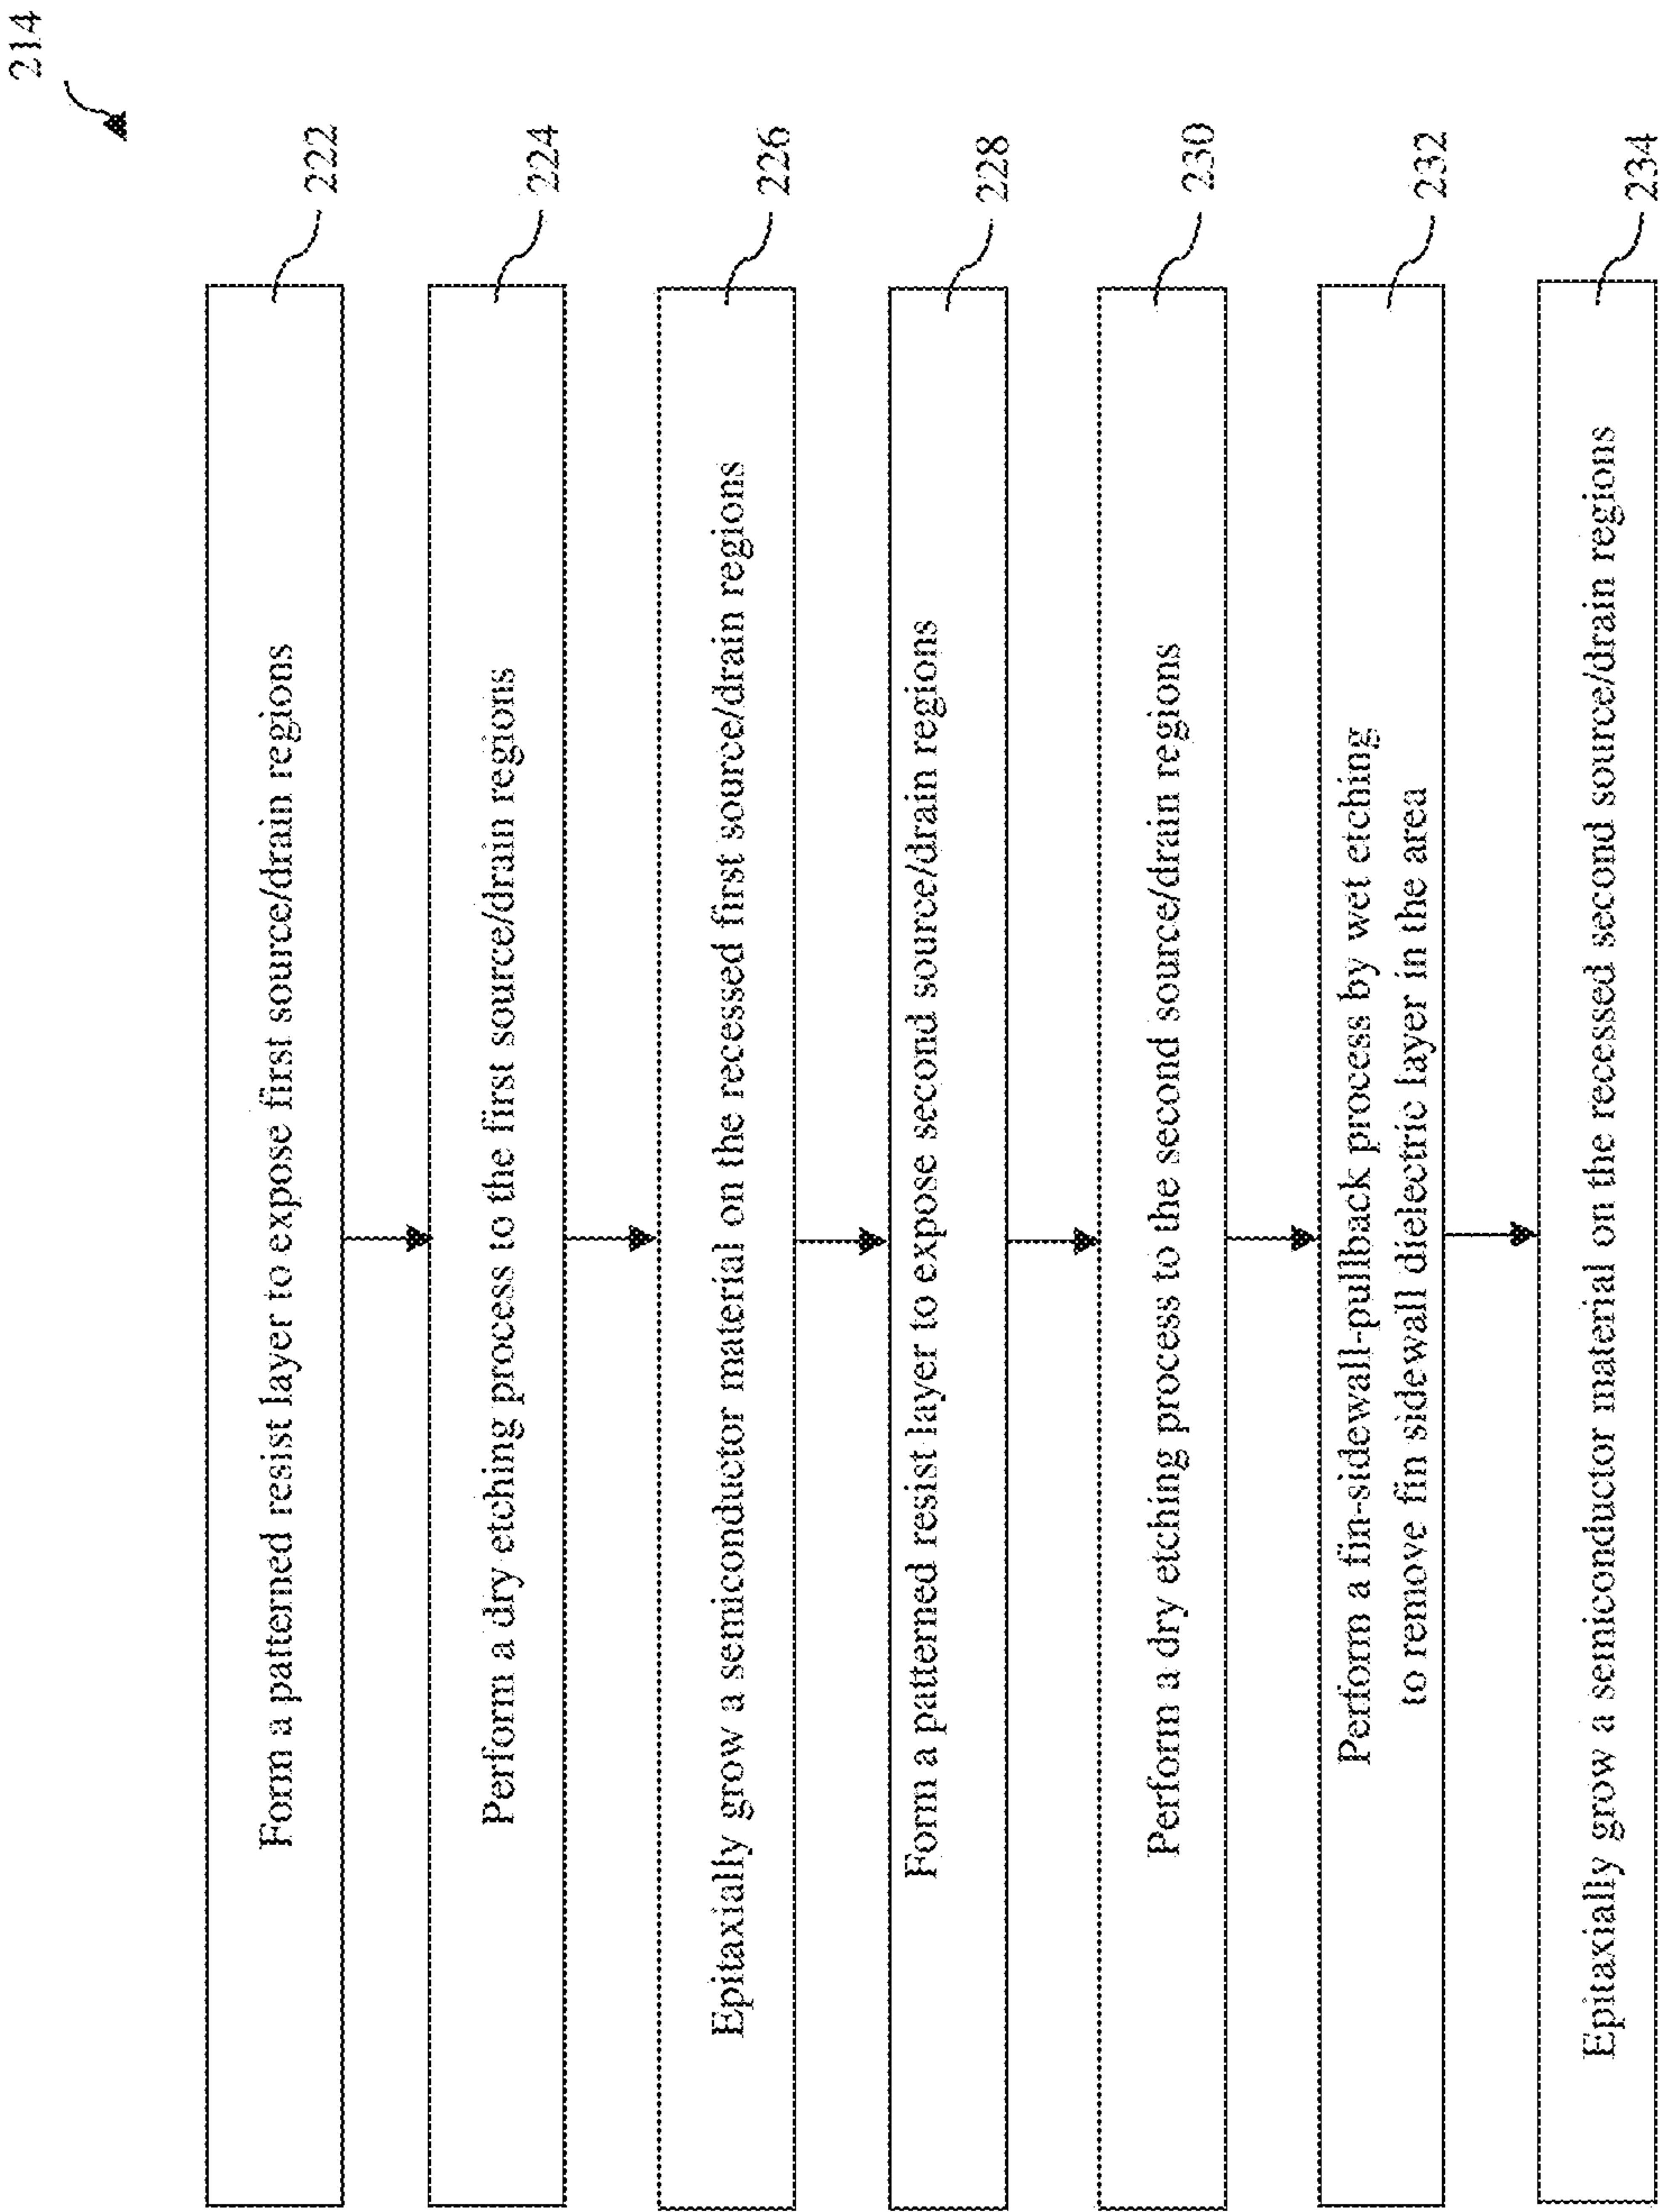 214
Form a patterned resist layer to expose first source/drain regions
222
Perform a dry etching process to the first source/drain regions
224
Epitaxially grow a semiconductor material on the recessed first source/drain regions
226
Form a patterned resist layer to expose second source/drain regions
228
Perform a dry etching process to the second source/drain regions
230
Perform a fin-sidewall-pullback process by wet etching
to remove fin sidewall dielectric layer in the area
232
Epitaxially grow a semiconductor material on the recessed second source/drain regions
234